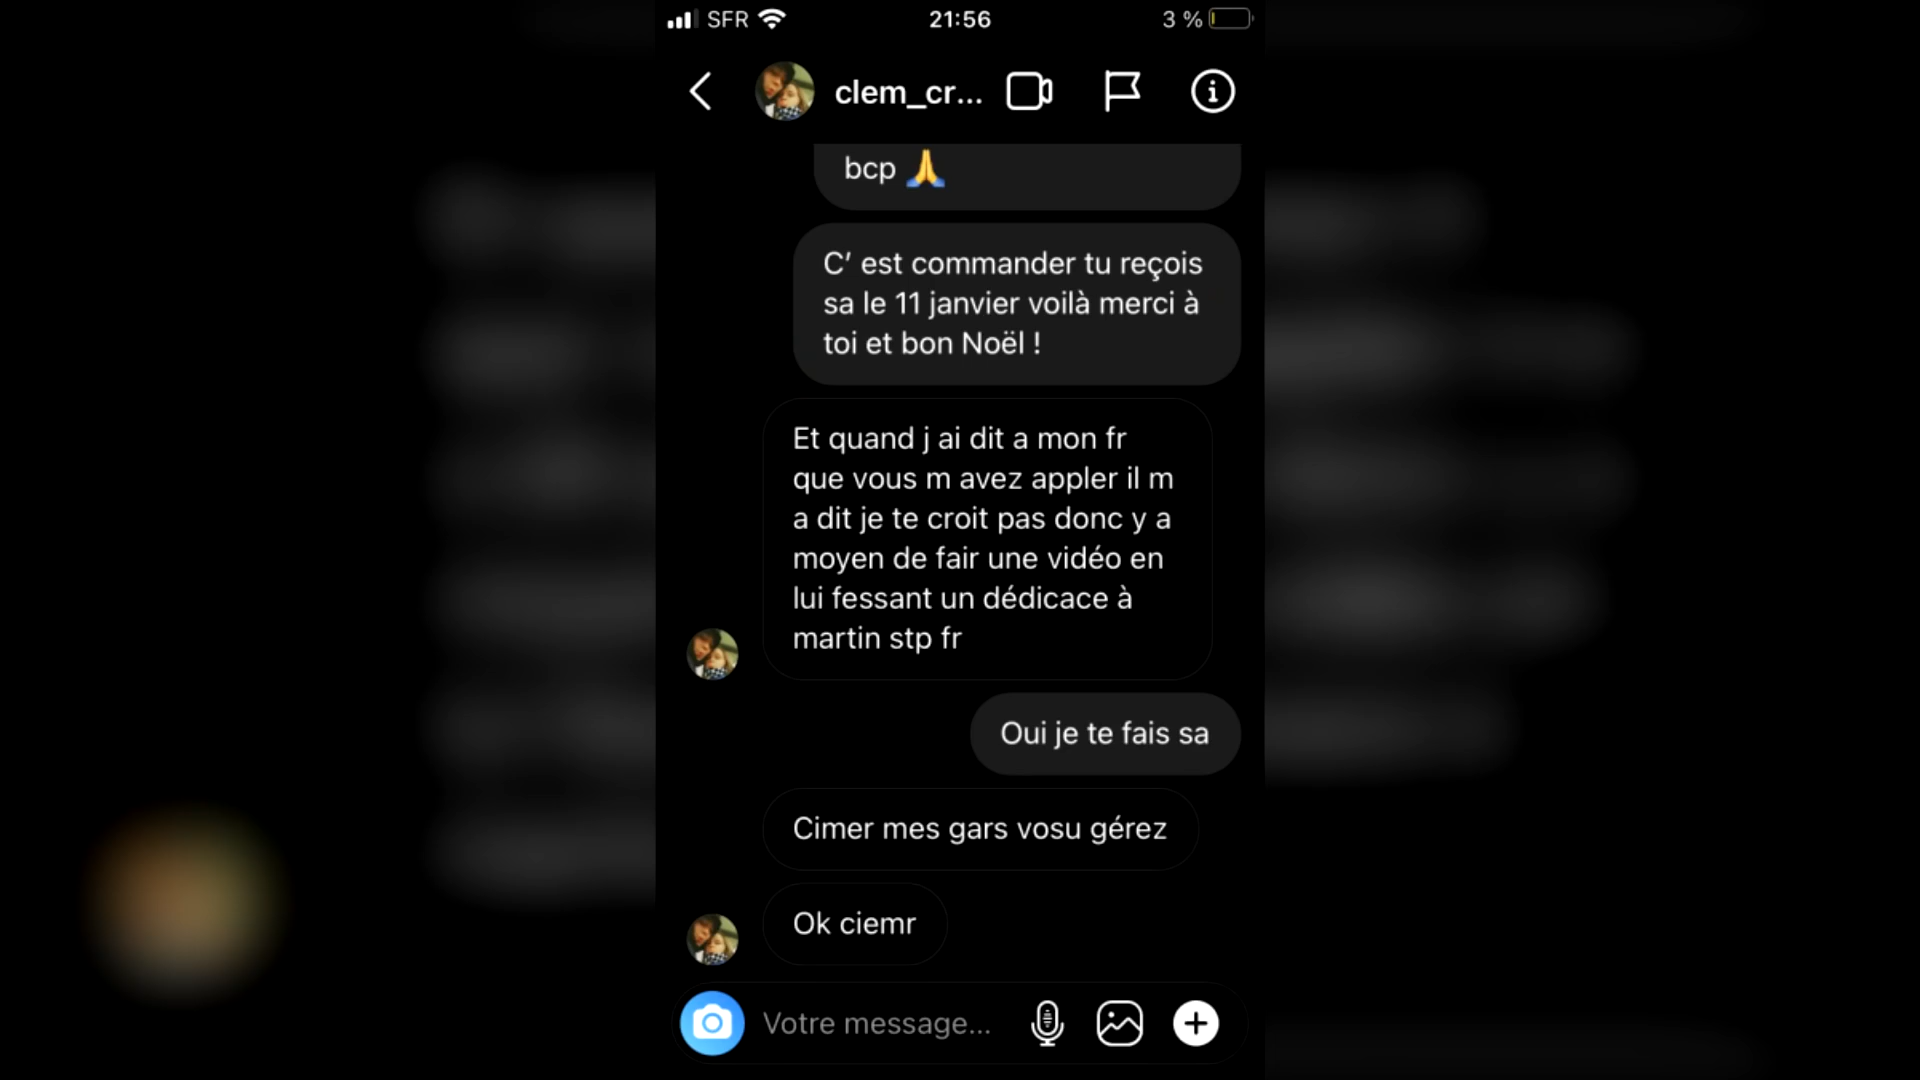 SFR 21:56 3 %
clem_cr...
bcp 🙏
C’ est commander tu reçois
sa le 11 janvier voilà merci à
toi et bon Noël !
Et quand j ai dit a mon fr
que vous m avez appler il m
a dit je te croit pas donc y a
moyen de fair une vidéo en
lui fessant un dédicace à
martin stp fr
Oui je te fais sa
Cimer mes gars vosu gérez
Ok ciemr
Votre message...